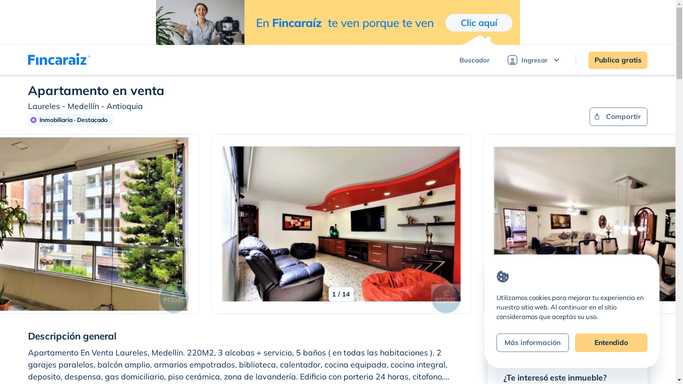 En Fincaraíz te ven porque te ven
Clic aquí
Fincaraíz
Buscador
Ingresar
Publica gratis
Apartamento en venta
Laureles - Medellín - Antioquia
Inmobiliaria - Destacado
Compartir
1 / 14
Utilizamos cookies para mejorar tu experiencia en
nuestro sitio web. Al continuar en el sitio
consideramos que aceptas su uso.
Más información
Entendido
Descripción general
Apartamento En Venta Laureles, Medellín. 220M2, 3 alcobas + servicio, 5 baños ( en todas las habitaciones ), 2
garajes paralelos, balcón amplio, armarios empotrados, biblioteca, calentador, cocina equipada, cocina integral,
deposito, despensa, gas domiciliario, piso cerámica, zona de lavandería. Edificio con portería 24 horas, citofono,...
¿Te interesó este inmueble?